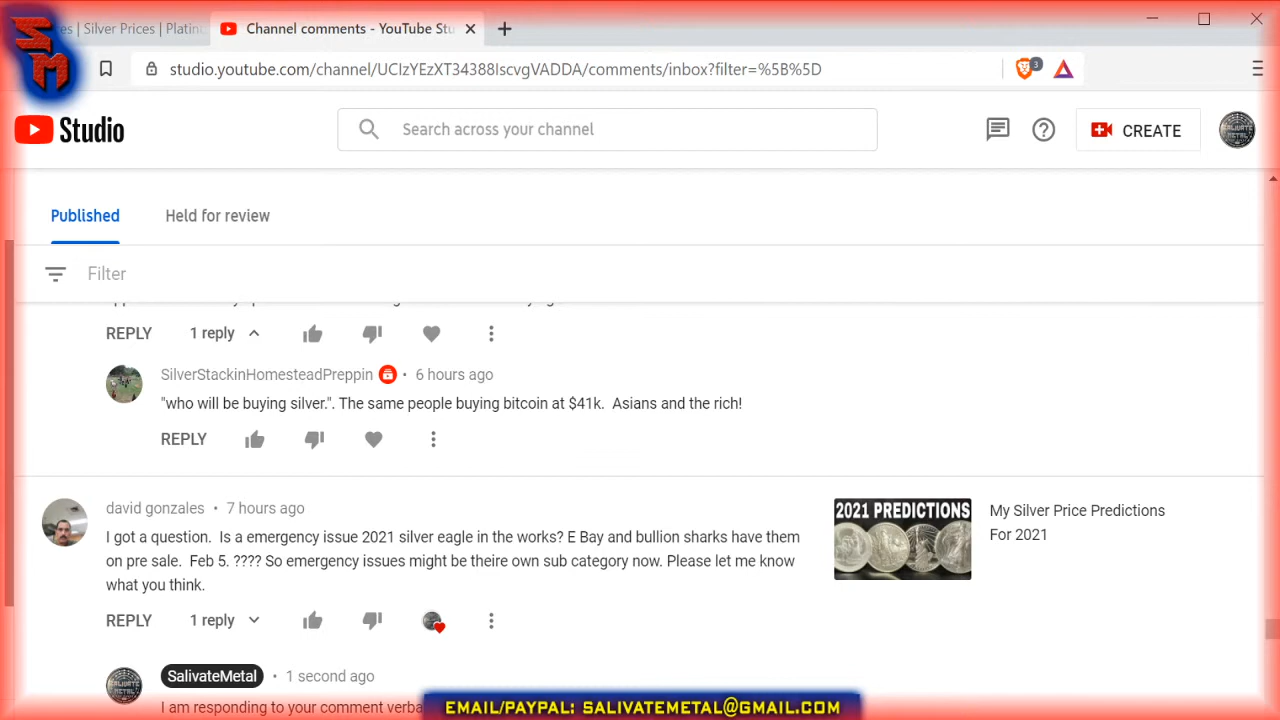 SM
es | Silver Prices | Platin
Channel comments - YouTube Stu
studio.youtube.com/channel/UCIzYEzXT34388lscvgVADDA/comments/inbox?filter=%5B%5D
3
Studio
Search across your channel
CREATE
Published
Held for review
Filter
REPLY
1 reply
SilverStackinHomesteadPreppin • 6 hours ago
"who will be buying silver.". The same people buying bitcoin at $41k. Asians and the rich!
REPLY
david gonzales • 7 hours ago
I got a question. Is a emergency issue 2021 silver eagle in the works? E Bay and bullion sharks have them
on pre sale. Feb 5. ???? So emergency issues might be theire own sub category now. Please let me know
what you think.
2021 PREDICTIONS
My Silver Price Predictions
For 2021
REPLY
1 reply
SalivateMetal • 1 second ago
I am responding to your comment verba
EMAIL/PAYPAL: SALIVATEMETAL@GMAIL.COM